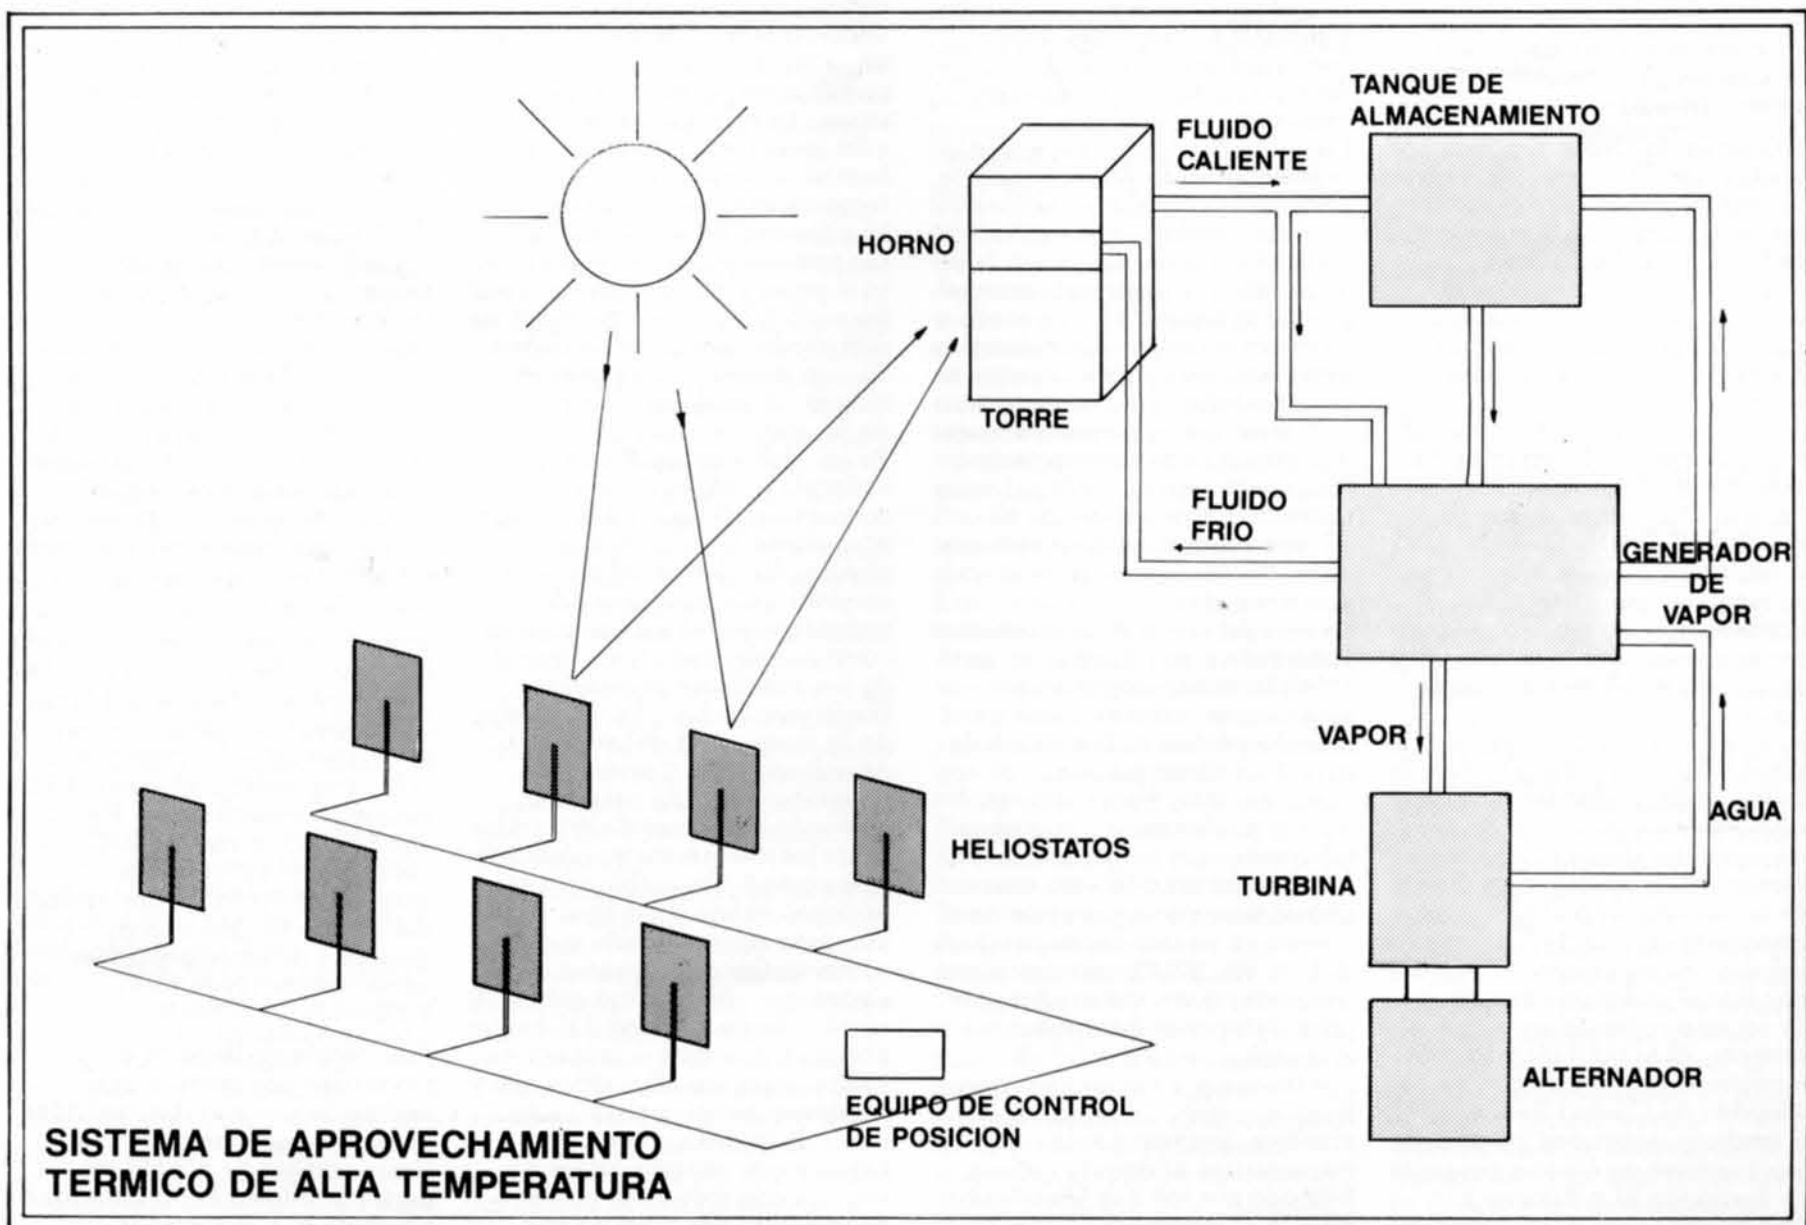 TANQUE DE
ALMACENAMIENTO
FLUIDO
CALIENTE
HORNO
TORRE
FLUIDO
FRIO
GENERADOR
DE
VAPOR
VAPOR
AGUA
HELIOSTATOS
TURBINA
ALTERNADOR
EQUIPO DE CONTROL
DE POSICION
SISTEMA DE APROVECHAMIENTO
TERMICO DE ALTA TEMPERATURA